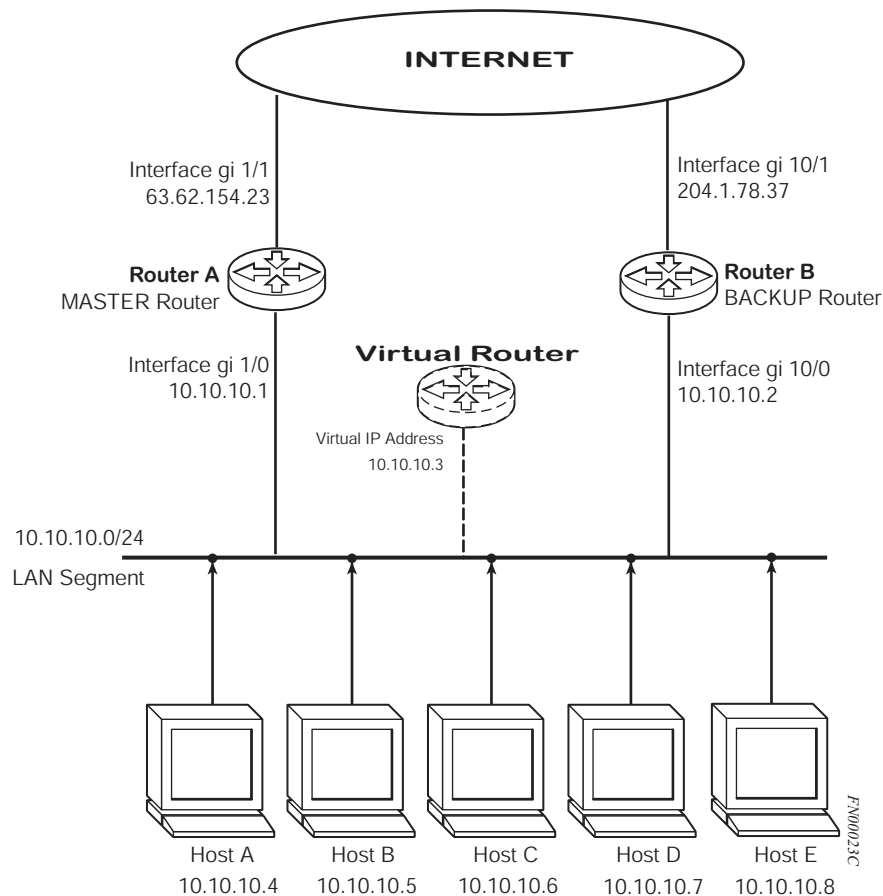 INTERNET
Interface gi 1/1
63.62.154.23
Interface gi 10/1
204.1.78.37
Router A
MASTER Router
Router B
BACKUP Router
Virtual Router
Interface gi 1/0
10.10.10.1
Interface gi 10/0
10.10.10.2
Virtual IP Address
10.10.10.3
10.10.10.0/24
LAN Segment
Host A
10.10.10.4
Host B
10.10.10.5
Host C
10.10.10.6
Host D
10.10.10.7
Host E
10.10.10.8
FN00023C